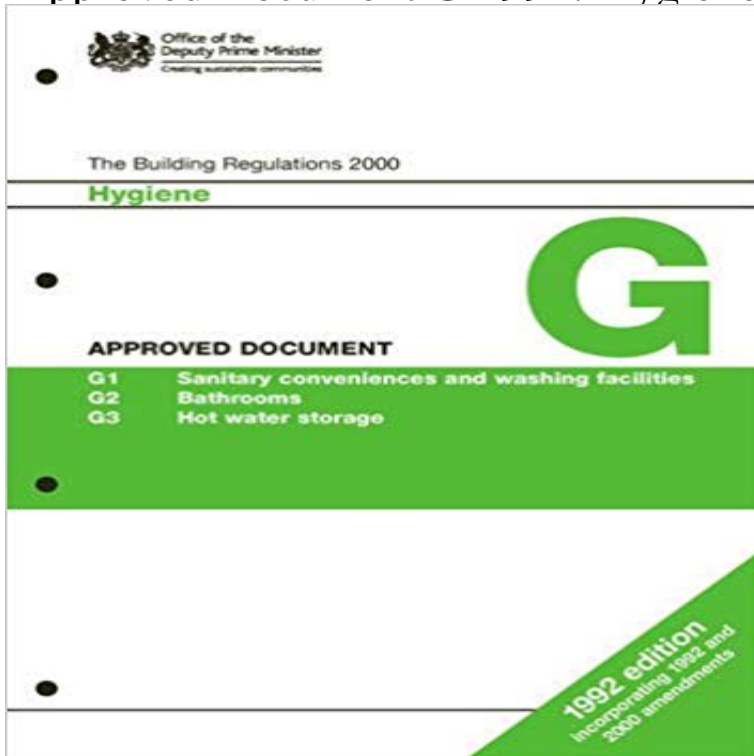 Office of the
Deputy Prime Minister
Creating sustainable communities
The Building Regulations 2000
Hygiene
G
APPROVED DOCUMENT
G1 Sanitary conveniences and washing facilities
G2 Bathrooms
G3 Hot water storage
1992 edition
incorporating 1992 and
2000 amendments